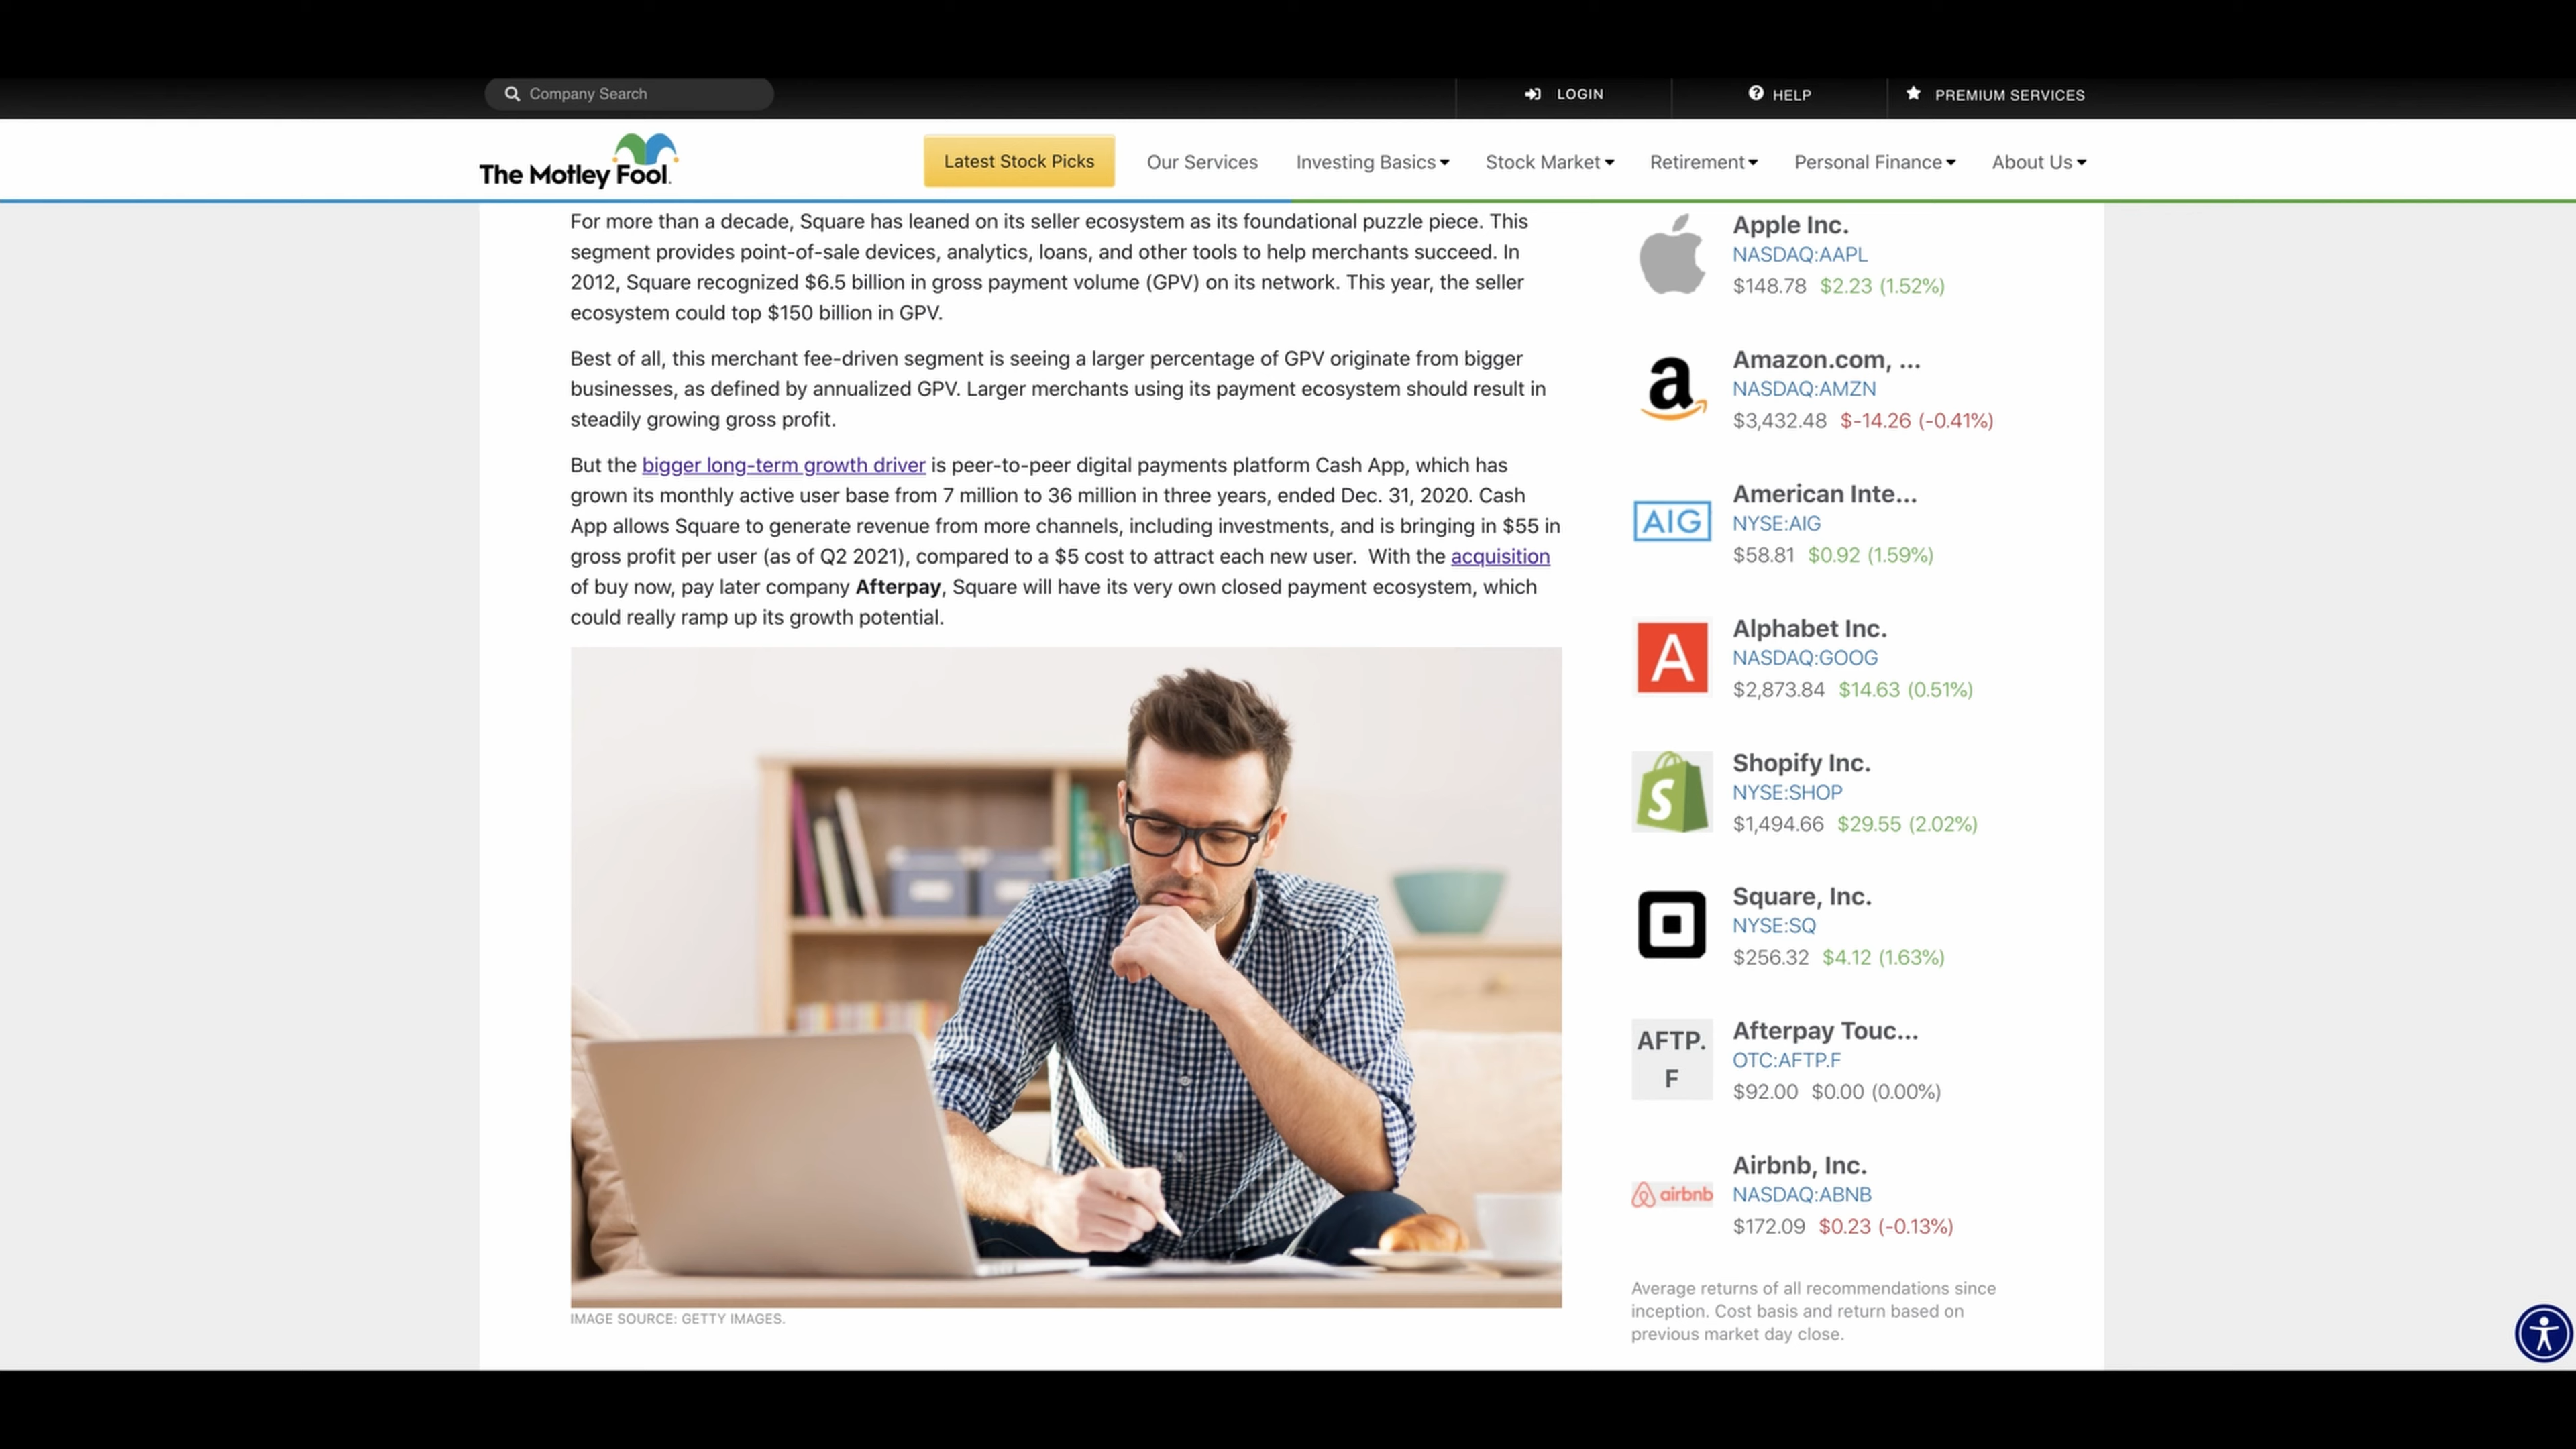 Company Search
LOGIN
HELP
PREMIUM SERVICES
The Motley Fool.
Latest Stock Picks
Our Services
Investing Basics
Stock Market
Retirement
Personal Finance
About Us
For more than a decade, Square has leaned on its seller ecosystem as its foundational puzzle piece. This
segment provides point-of-sale devices, analytics, loans, and other tools to help merchants succeed. In
2012, Square recognized $6.5 billion in gross payment volume (GPV) on its network. This year, the seller
ecosystem could top $150 billion in GPV.
Best of all, this merchant fee-driven segment is seeing a larger percentage of GPV originate from bigger
businesses, as defined by annualized GPV. Larger merchants using its payment ecosystem should result in
steadily growing gross profit.
But the bigger long-term growth driver is peer-to-peer digital payments platform Cash App, which has
grown its monthly active user base from 7 million to 36 million in three years, ended Dec. 31, 2020. Cash
App allows Square to generate revenue from more channels, including investments, and is bringing in $55 in
gross profit per user (as of Q2 2021), compared to a $5 cost to attract each new user. With the acquisition
of buy now, pay later company Afterpay, Square will have its very own closed payment ecosystem, which
could really ramp up its growth potential.
IMAGE SOURCE: GETTY IMAGES.
Apple Inc.
NASDAQ:AAPL
$148.78 $2.23 (1.52%)
a
Amazon.com, ...
NASDAQ:AMZN
$3,432.48 $-14.26 (-0.41%)
AIG
American Inte...
NYSE:AIG
$58.81 $0.92 (1.59%)
A
Alphabet Inc.
NASDAQ:GOOG
$2,873.84 $14.63 (0.51%)
S
Shopify Inc.
NYSE:SHOP
$1,494.66 $29.55 (2.02%)
Square, Inc.
NYSE:SQ
$256.32 $4.12 (1.63%)
AFTP.
F
Afterpay Touc...
OTC:AFTP.F
$92.00 $0.00 (0.00%)
airbnb
Airbnb, Inc.
NASDAQ:ABNB
$172.09 $0.23 (-0.13%)
Average returns of all recommendations since
inception. Cost basis and return based on
previous market day close.